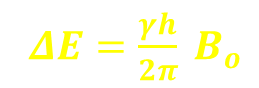 ΔE = γh/2π B₀